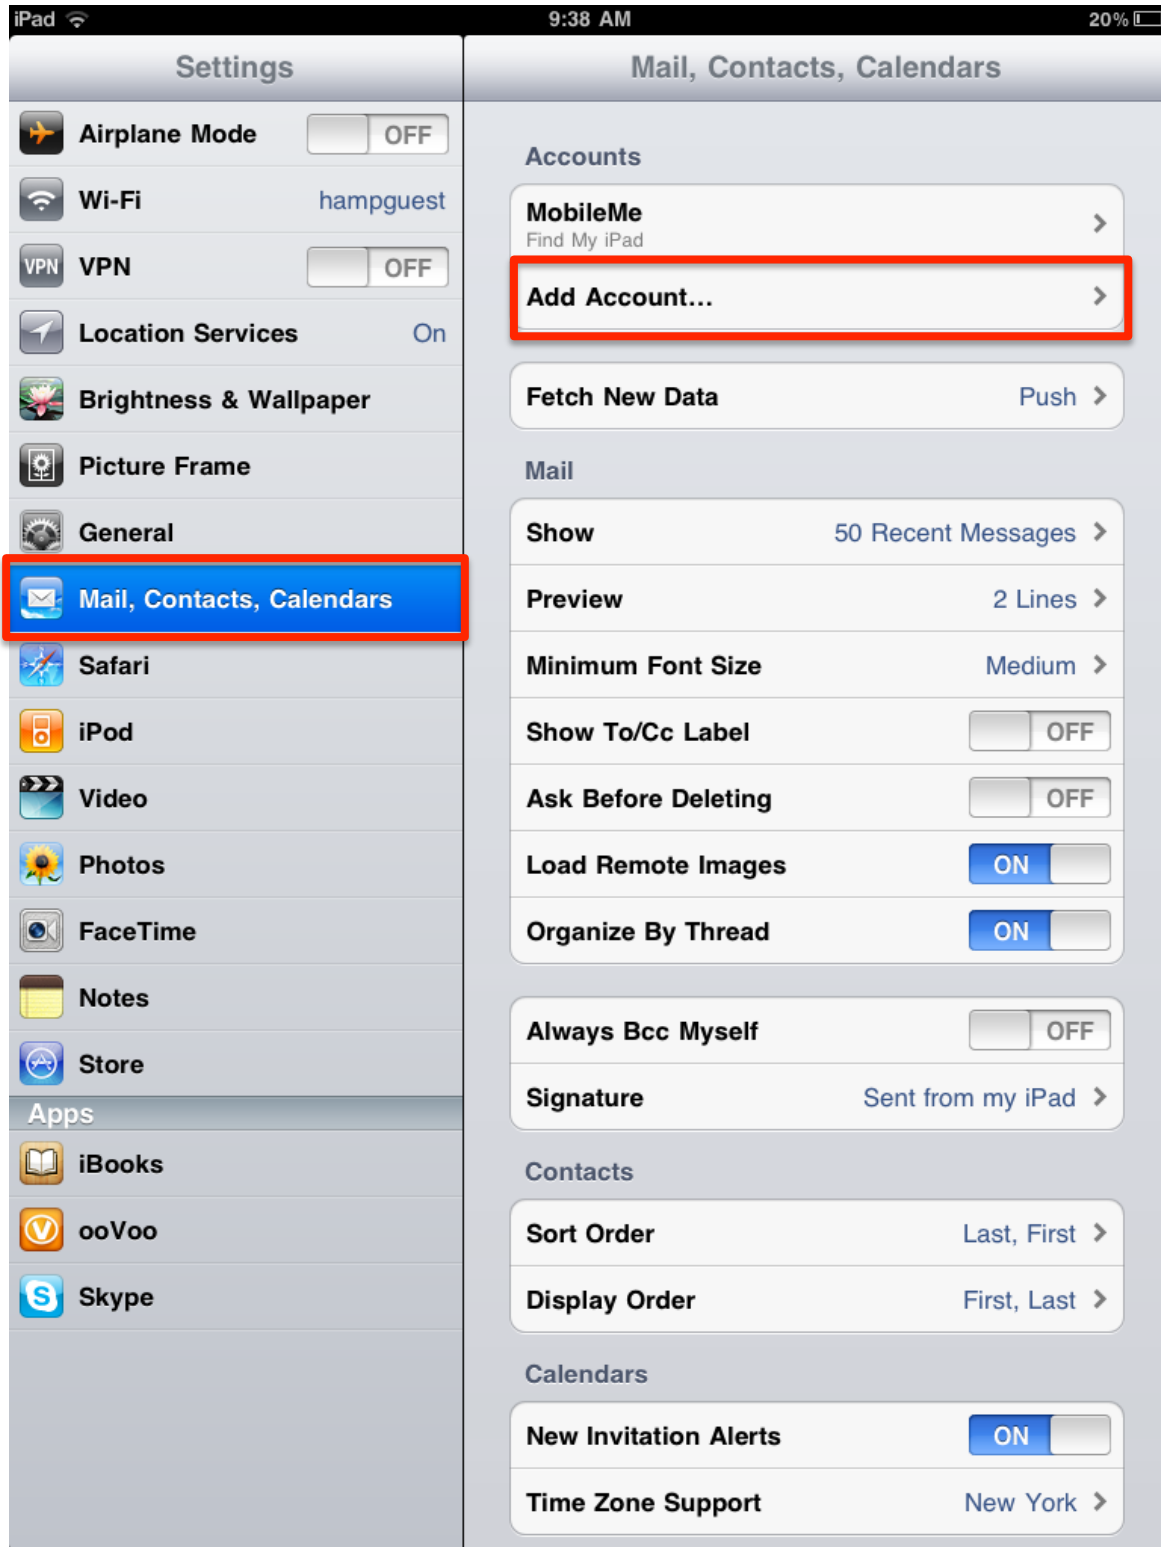 iPad 9:38 AM 20%
Settings
Airplane Mode OFF
Wi-Fi hampguest
VPN VPN OFF
Location Services On
Brightness & Wallpaper
Picture Frame
General
Mail, Contacts, Calendars
Safari
iPod
Video
Photos
FaceTime
Notes
Store
Apps
iBooks
ooVoo
Skype
Mail, Contacts, Calendars
Accounts
MobileMe
Find My iPad
Add Account...
Fetch New Data Push
Mail
Show 50 Recent Messages
Preview 2 Lines
Minimum Font Size Medium
Show To/Cc Label OFF
Ask Before Deleting OFF
Load Remote Images ON
Organize By Thread ON
Always Bcc Myself OFF
Signature Sent from my iPad
Contacts
Sort Order Last, First
Display Order First, Last
Calendars
New Invitation Alerts ON
Time Zone Support New York